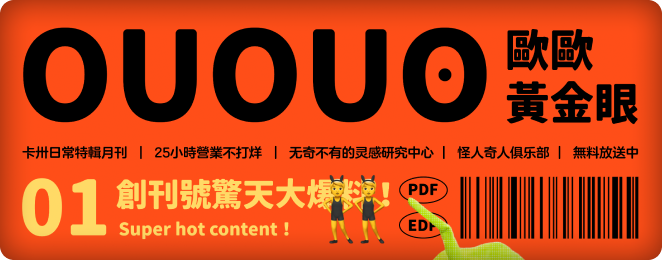 OUOUO
歐歐
黃金眼
卡卅日常特輯月刊 | 25小時營業不打烊 | 无奇不有的灵感研究中心 | 怪人奇人俱乐部 | 無料放送中
01
創刊號驚天大爆料!
Super hot content!
PDF
EDF